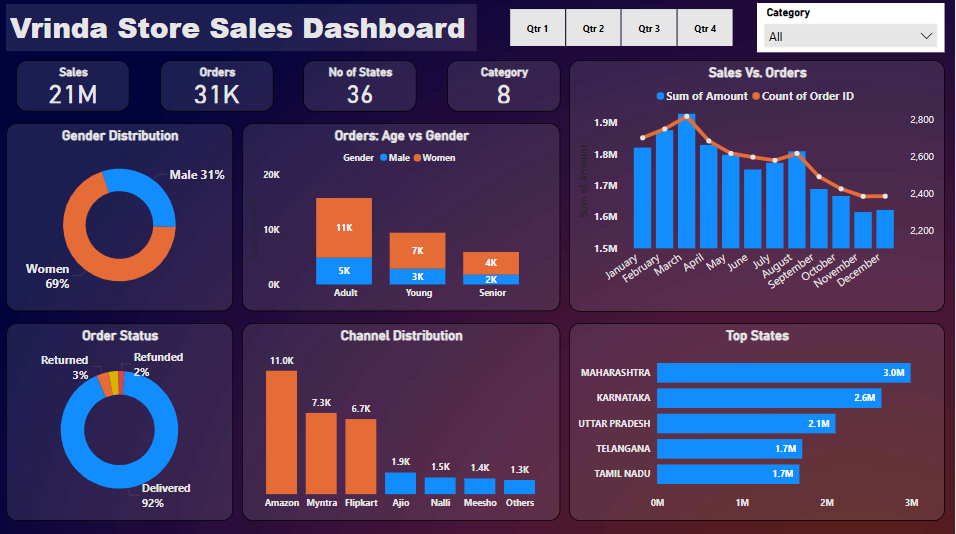 Vrinda Store Sales Dashboard
Qtr 1
Qtr 2
Qtr 3
Qtr 4
Category
All
Sales
21M
Orders
31K
No of States
36
Category
8
Gender Distribution
Male 31%
Women
69%
Orders: Age vs Gender
Gender Male Women
20K
10K
0K
11K
5K
7K
3K
4K
2K
Adult
Young
Senior
Sales Vs. Orders
Sum of Amount Count of Order ID
Sum of Amount
1.9M
1.8M
1.7M
1.6M
1.5M
2,800
2,600
2,400
2,200
January
February
March
April
May
June
July
August
September
October
November
December
Order Status
Returned
3%
Refunded
2%
Delivered
92%
Channel Distribution
11.0K
7.3K
6.7K
1.9K
1.5K
1.4K
1.3K
Amazon
Myntra
Flipkart
Ajio
Nalli
Meesho
Others
Top States
MAHARASHTRA
3.0M
KARNATAKA
2.6M
UTTAR PRADESH
2.1M
TELANGANA
1.7M
TAMIL NADU
1.7M
0M
1M
2M
3M